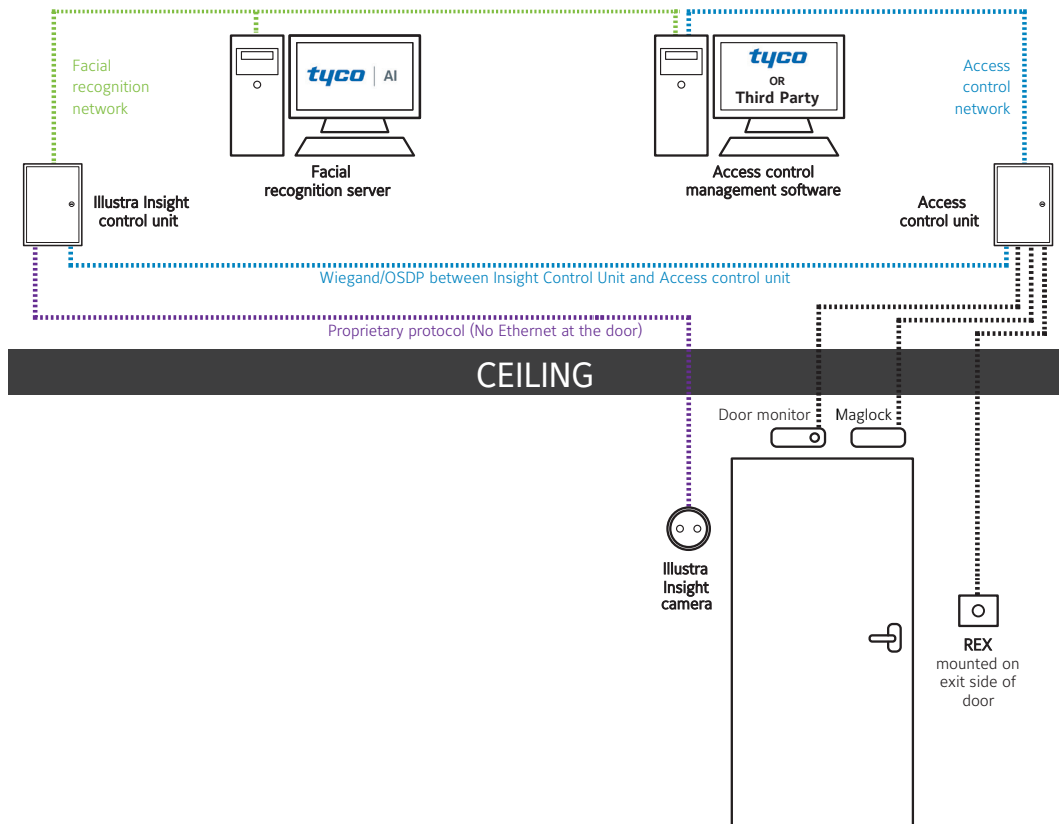 Facial
recognition
network
tyco | AI
tyco
OR
Third Party
Access
control
network
Facial
recognition server
Access control
management software
Illustra Insight
control unit
Access
control unit
Wiegand/OSDP between Insight Control Unit and Access control unit
Proprietary protocol (No Ethernet at the door)
CEILING
Door monitor
Maglock
Illustra
Insight
camera
REX
mounted on
exit side of
door